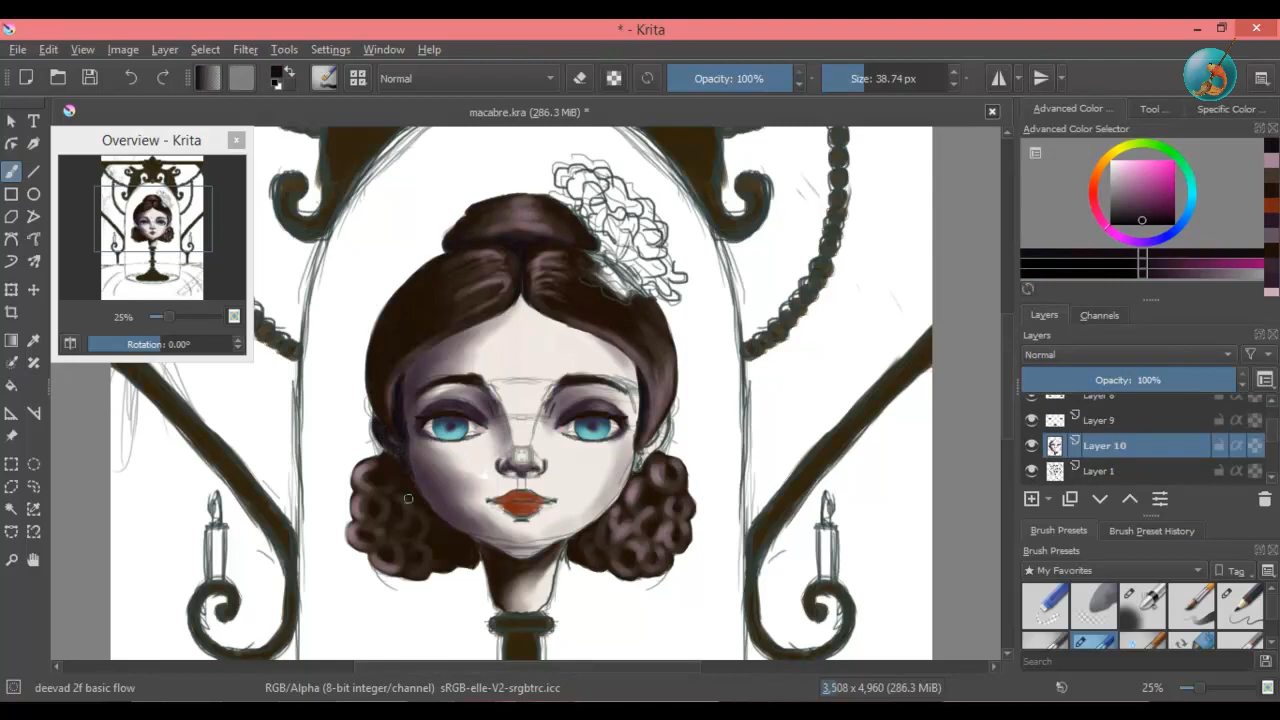 * - Krita
File Edit View Image Layer Select Filter Tools Settings Window Help
Normal Opacity: 100% Size: 38.74 px
macabre.kra (286.3 MiB) *
Advanced Color ... Tool ... Specific Color ...
Overview - Krita x
Advanced Color Selector
25%
Rotation: 0.00°
Layers Channels
Layers
Normal
Opacity: 100%
Layer 8
Layer 9
Layer 10
Layer 1
Brush Presets Brush Preset History
Brush Presets
★ My Favorites Tag
Search
deevad 2f basic flow RGB/Alpha (8-bit integer/channel) sRGB-elle-V2-srgbtrc.icc 3,508 x 4,960 (286.3 MiB) 25%